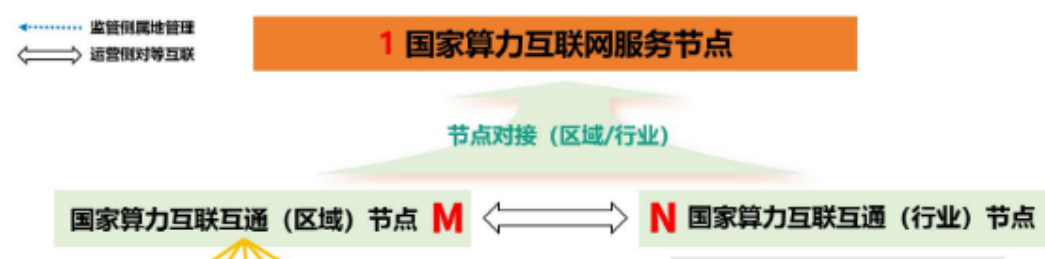 监管侧属地管理
运营侧对等互联
1 国家算力互联网服务节点
节点对接（区域/行业）
国家算力互联互通（区域）节点 M
N 国家算力互联互通（行业）节点